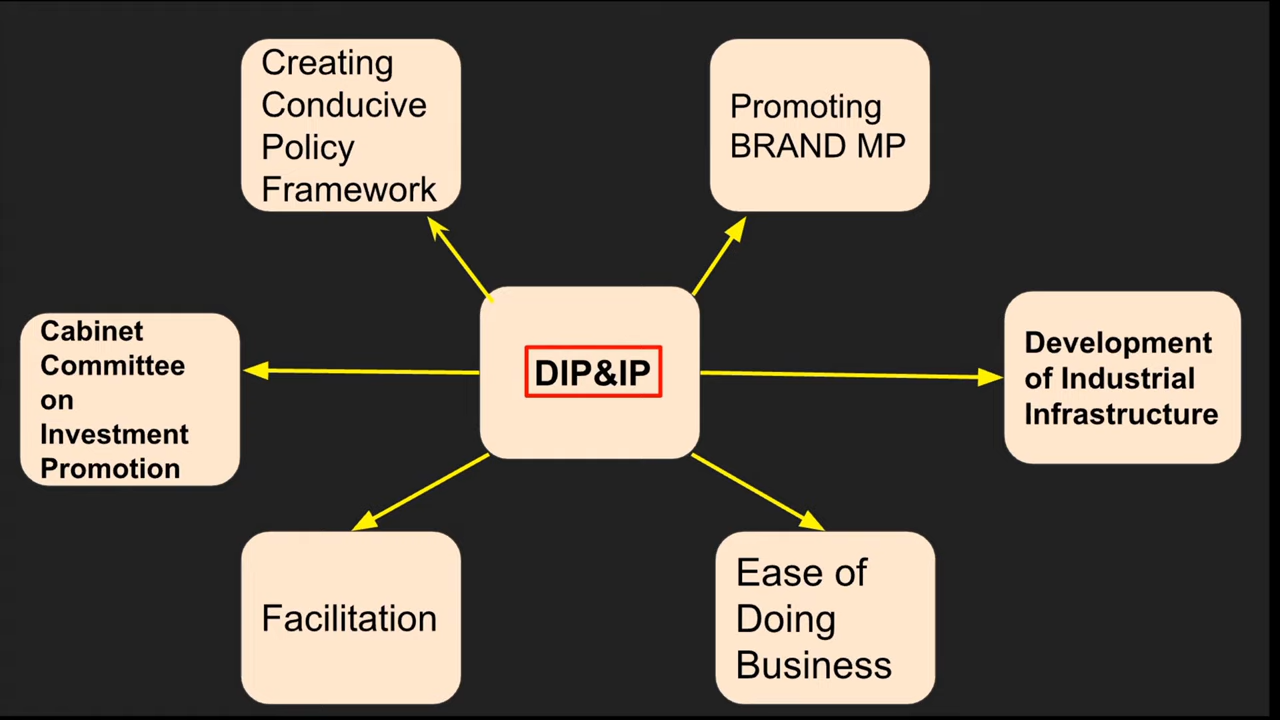 Creating
Conducive
Policy
Framework
Promoting
BRAND MP
Cabinet
Committee
on
Investment
Promotion
DIP&IP
Development
of Industrial
Infrastructure
Facilitation
Ease of
Doing
Business